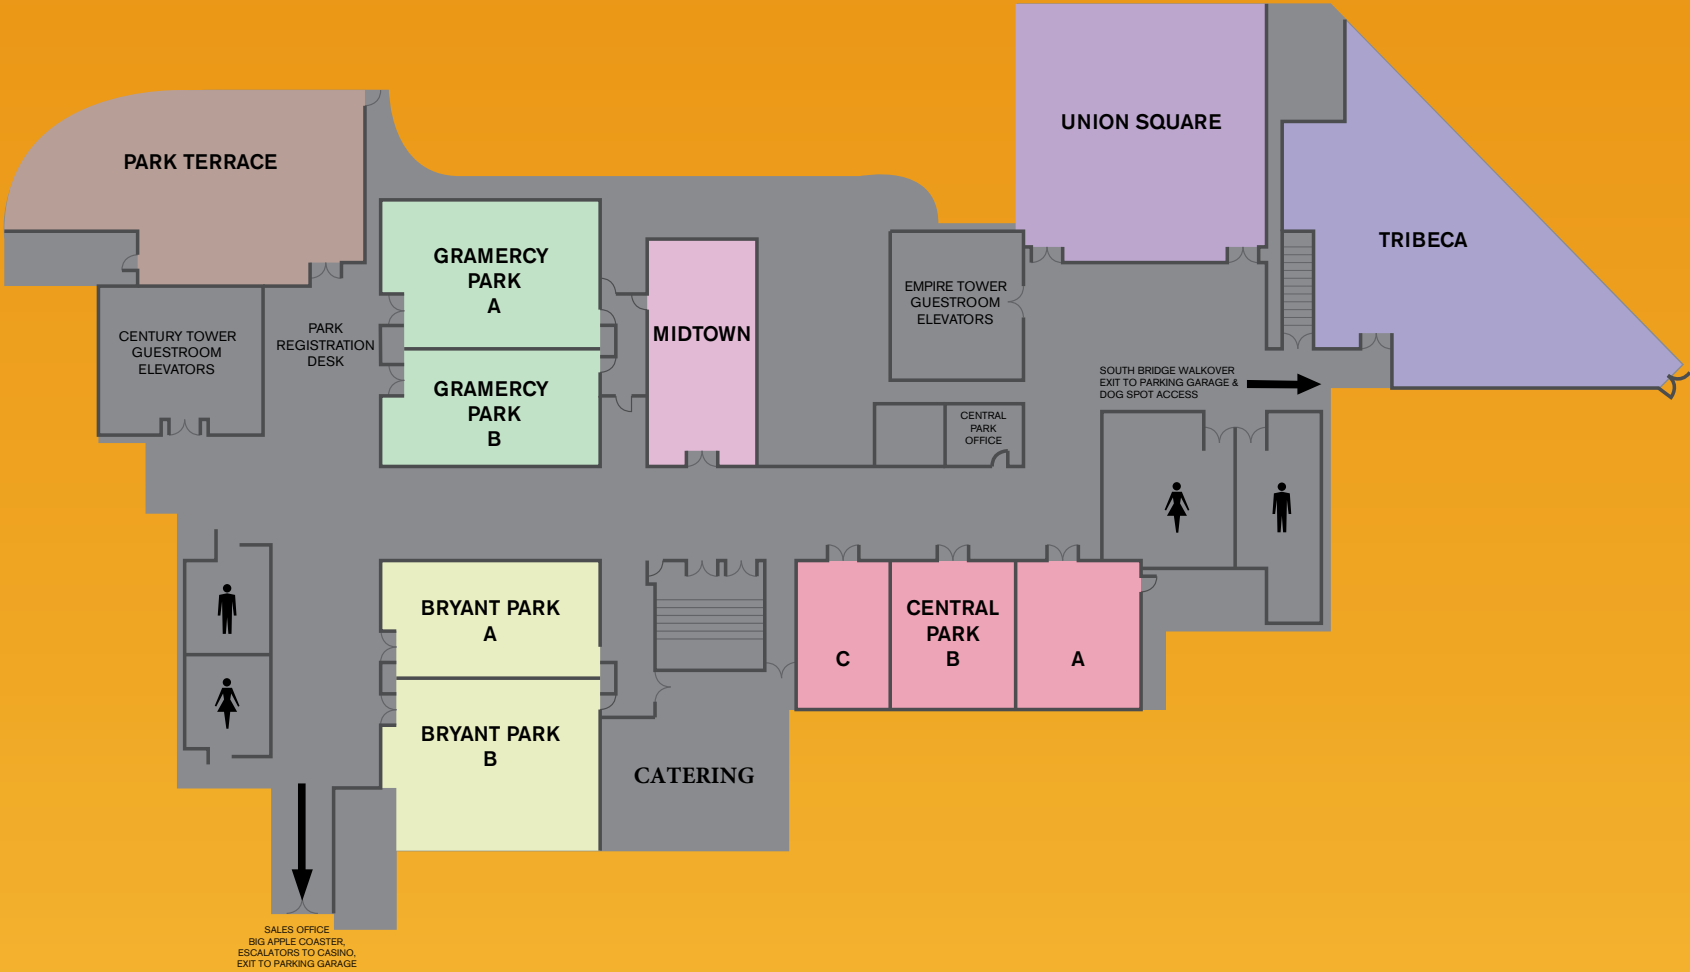 UNION SQUARE
PARK TERRACE
TRIBECA
GRAMERCY
PARK
A
MIDTOWN
EMPIRE TOWER
GUESTROOM
ELEVATORS
CENTURY TOWER
GUESTROOM
ELEVATORS
PARK
REGISTRATION
DESK
GRAMERCY
PARK
B
SOUTH BRIDGE WALKOVER
EXIT TO PARKING GARAGE &
DOG SPOT ACCESS
CENTRAL
PARK
OFFICE
BRYANT PARK
A
CENTRAL
PARK
B
C
A
BRYANT PARK
B
CATERING
SALES OFFICE
BIG APPLE COASTER,
ESCALATORS TO CASINO,
EXIT TO PARKING GARAGE